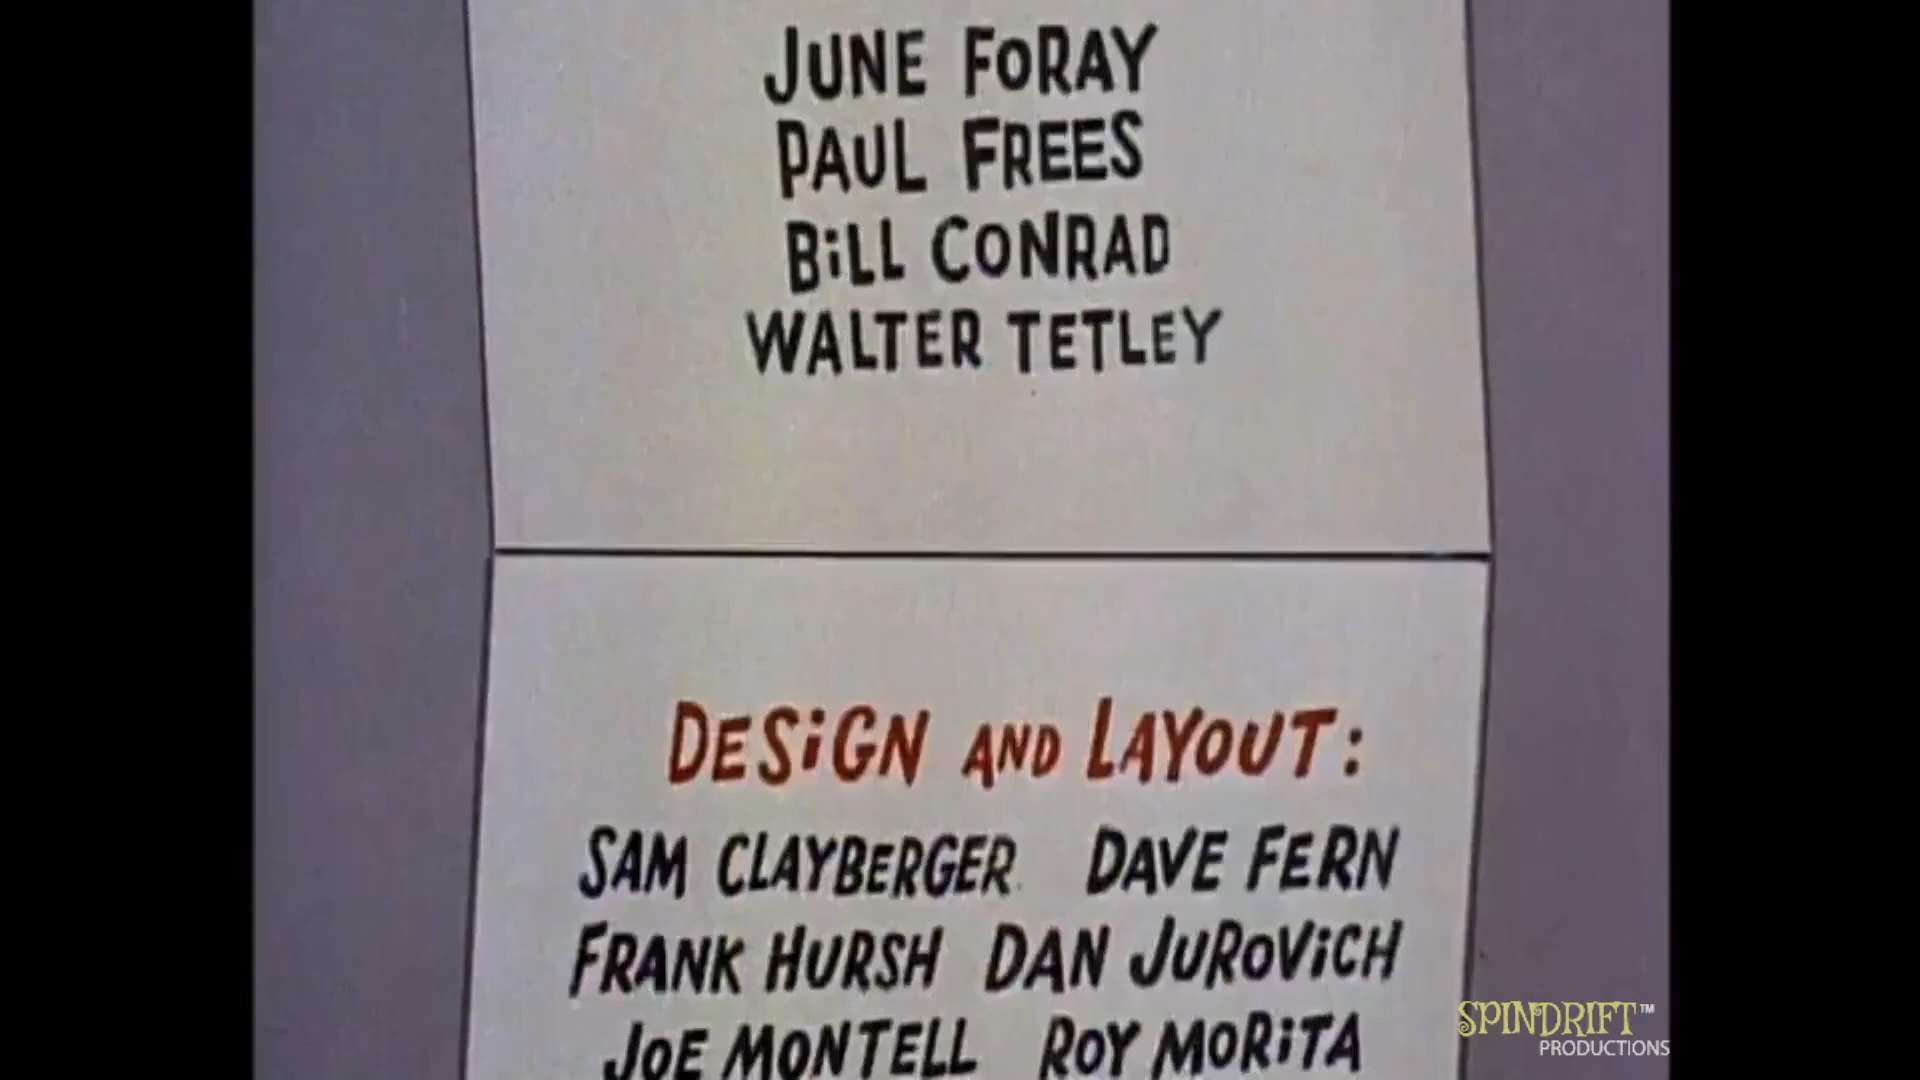 JUNE FORAY
PAUL FREES
BiLL CONRAD
WALTER TETLEY
DESiGN AND LAYOUT:
SAM CLAYBERGER DAVE FERN
FRANK HURSH DAN JUROViCH
JOE MONTELL ROY MORiTA
SPINDRIFT™
PRODUCTIONS